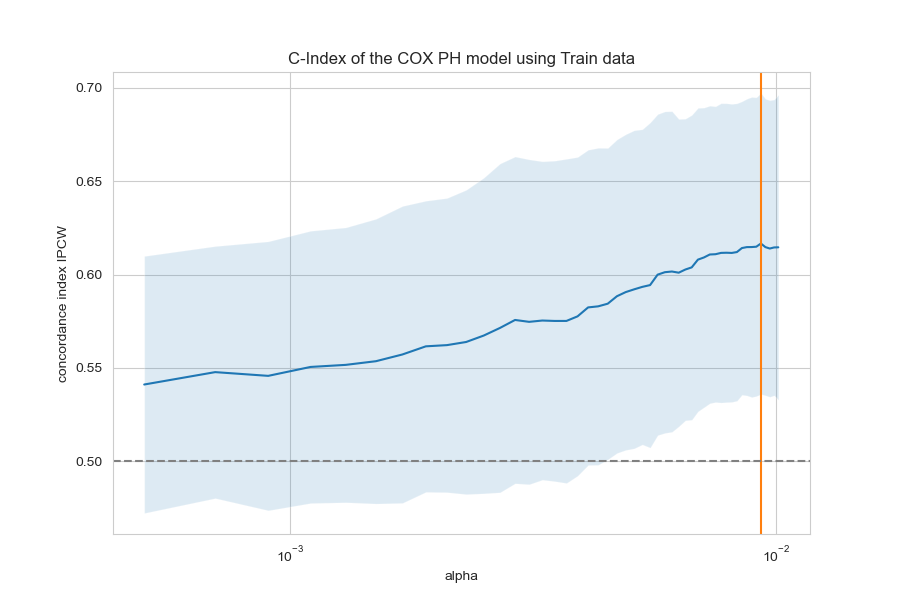 C-Index of the COX PH model using Train data
concordance index IPCW
0.70
0.65
0.60
0.55
0.50
10⁻³
10⁻²
alpha